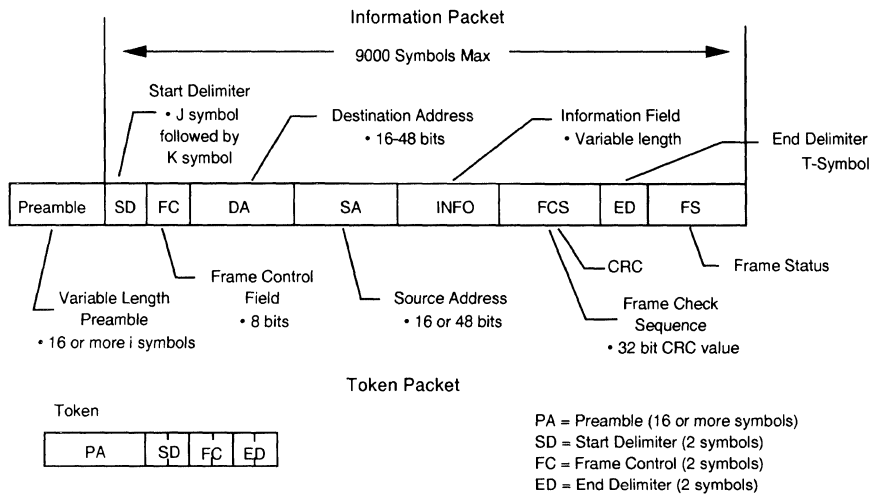 Information Packet
9000 Symbols Max
Start Delimiter
• J symbol
followed by
K symbol
Destination Address
• 16-48 bits
Information Field
• Variable length
End Delimiter
T-Symbol
Preamble SD FC DA SA INFO FCS ED FS
Variable Length
Preamble
• 16 or more i symbols
Frame Control
Field
• 8 bits
Source Address
• 16 or 48 bits
CRC
Frame Check
Sequence
• 32 bit CRC value
Frame Status
Token Packet
Token
PA SD FC ED
PA = Preamble (16 or more symbols)
SD = Start Delimiter (2 symbols)
FC = Frame Control (2 symbols)
ED = End Delimiter (2 symbols)